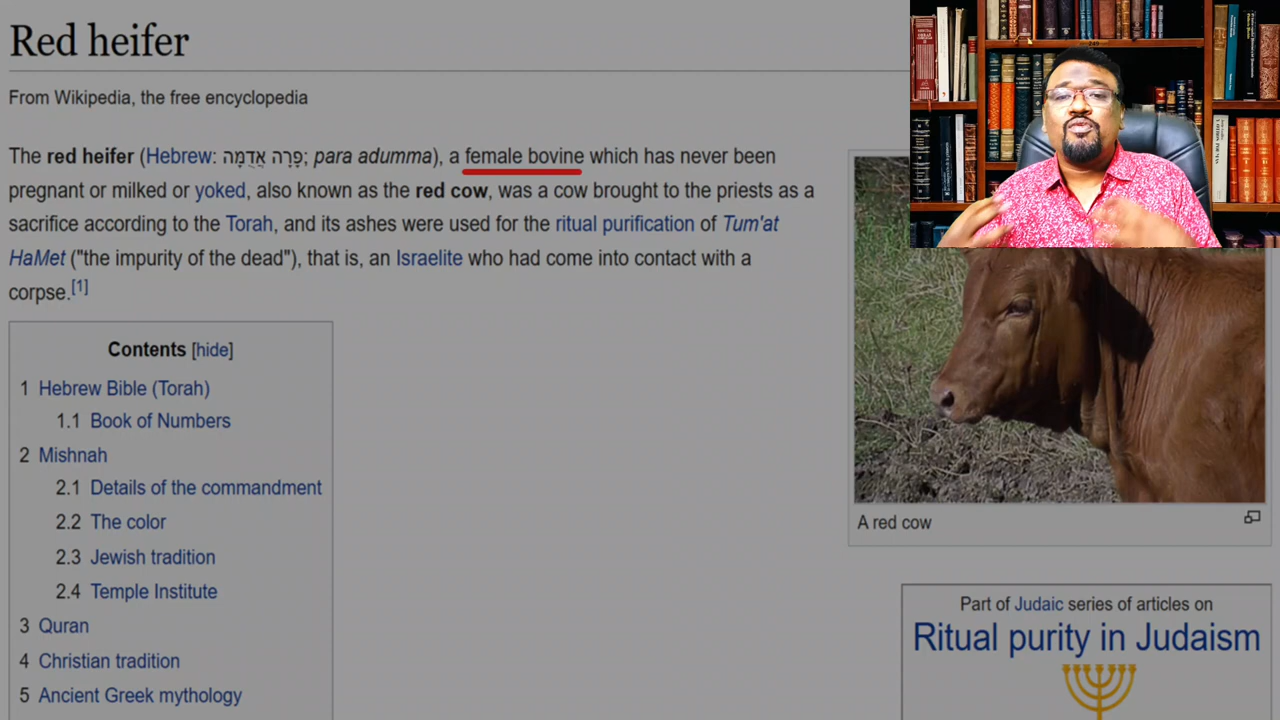 Red heifer
From Wikipedia, the free encyclopedia
The red heifer (Hebrew: פָּרָה אֲדֻמָּה; para adumma), a female bovine which has never been
pregnant or milked or yoked, also known as the red cow, was a cow brought to the priests as a
sacrifice according to the Torah, and its ashes were used for the ritual purification of Tum'at
HaMet ("the impurity of the dead"), that is, an Israelite who had come into contact with a
corpse.[1]
Contents [hide]
1 Hebrew Bible (Torah)
1.1 Book of Numbers
2 Mishnah
2.1 Details of the commandment
2.2 The color
2.3 Jewish tradition
2.4 Temple Institute
3 Quran
4 Christian tradition
5 Ancient Greek mythology
A red cow
Part of Judaic series of articles on
Ritual purity in Judaism